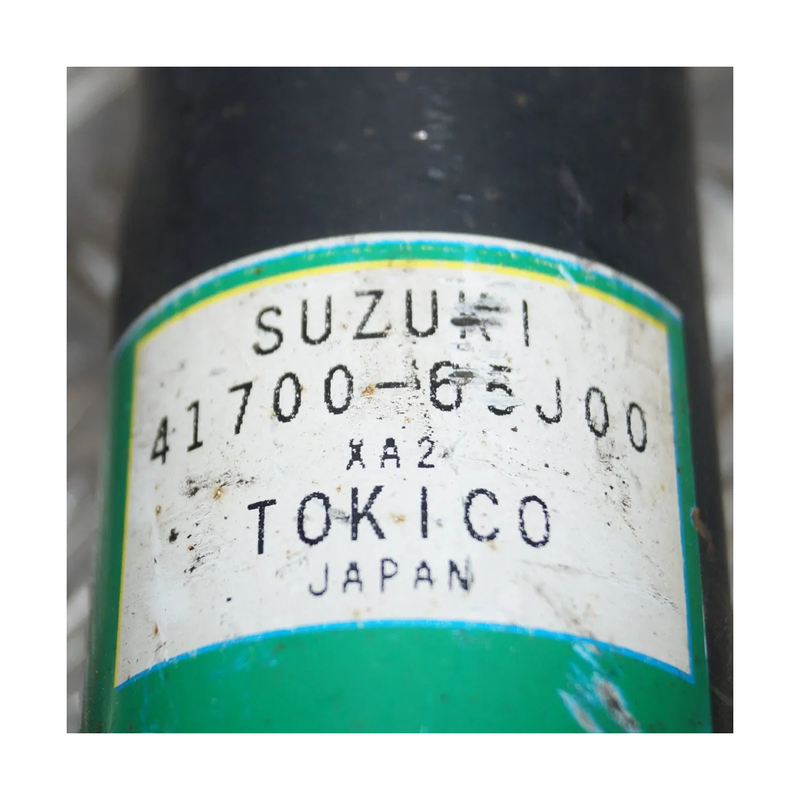 SUZUKI
41700-65J00
XA2
TOKICO
JAPAN